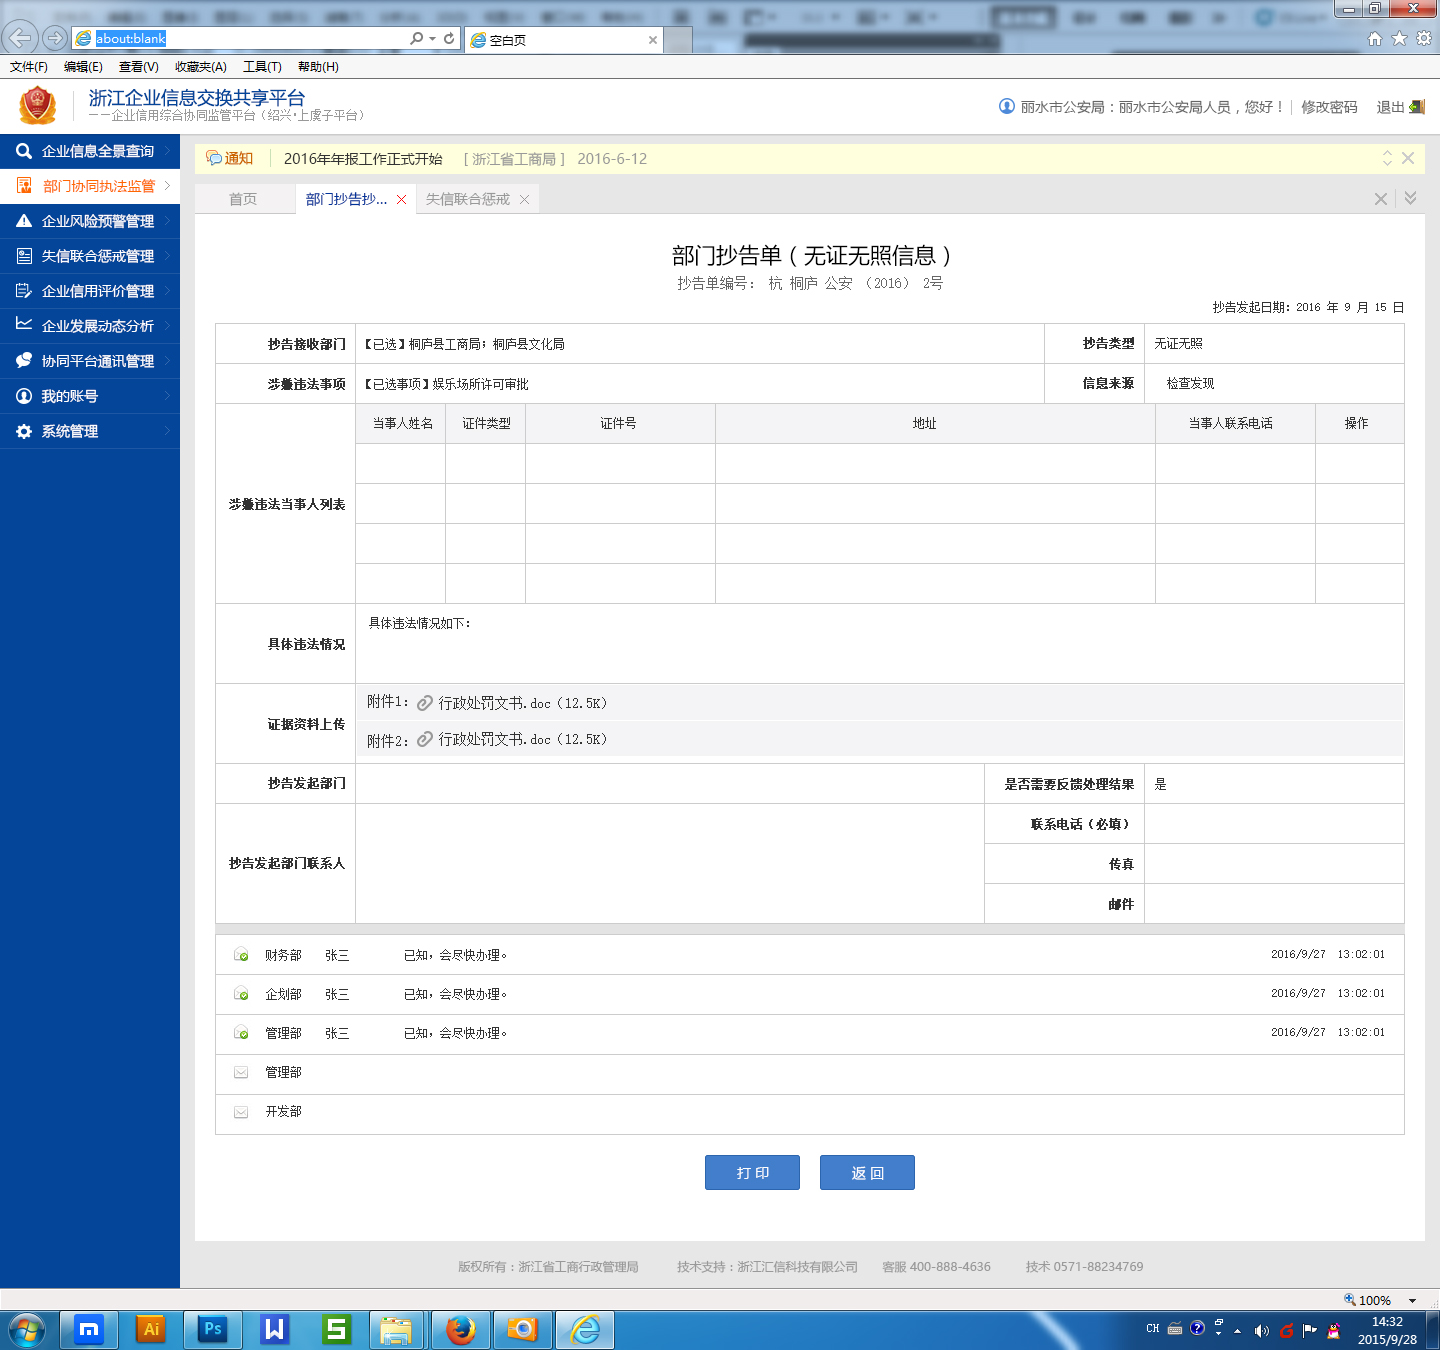 about:blank
空白页
文件(F) 编辑(E) 查看(V) 收藏夹(A) 工具(T) 帮助(H)
浙江企业信息交换共享平台
——企业信用综合协同监管平台（绍兴·上虞子平台）
丽水市公安局：丽水市公安局人员，您好！ 修改密码 退出
企业信息全景查询
部门协同执法监管
企业风险预警管理
失信联合惩戒管理
企业信用评价管理
企业发展动态分析
协同平台通讯管理
我的账号
系统管理
通知 2016年年报工作正式开始 [ 浙江省工商局 ] 2016-6-12
首页 部门抄告抄... 失信联合惩戒
部门抄告单（无证无照信息）
抄告单编号： 杭 桐庐 公安 （2016） 2号
抄告发起日期：2016 年 9 月 15 日
抄告接收部门 【已选】桐庐县工商局；桐庐县文化局 抄告类型 无证无照
涉嫌违法事项 【已选事项】娱乐场所许可审批 信息来源 检查发现
涉嫌违法当事人列表
当事人姓名 证件类型 证件号 地址 当事人联系电话 操作
具体违法情况 具体违法情况如下：
证据资料上传
附件1： 行政处罚文书.doc（12.5K）
附件2： 行政处罚文书.doc（12.5K）
抄告发起部门 是否需要反馈处理结果 是
抄告发起部门联系人
联系电话（必填）
传真
邮件
财务部 张三 已知，会尽快办理。 2016/9/27 13:02:01
企划部 张三 已知，会尽快办理。 2016/9/27 13:02:01
管理部 张三 已知，会尽快办理。 2016/9/27 13:02:01
管理部
开发部
打 印 返 回
版权所有：浙江省工商行政管理局 技术支持：浙江汇信科技有限公司 客服 400-888-4636 技术 0571-88234769
100%
Ai Ps W S
CH
14:32
2015/9/28